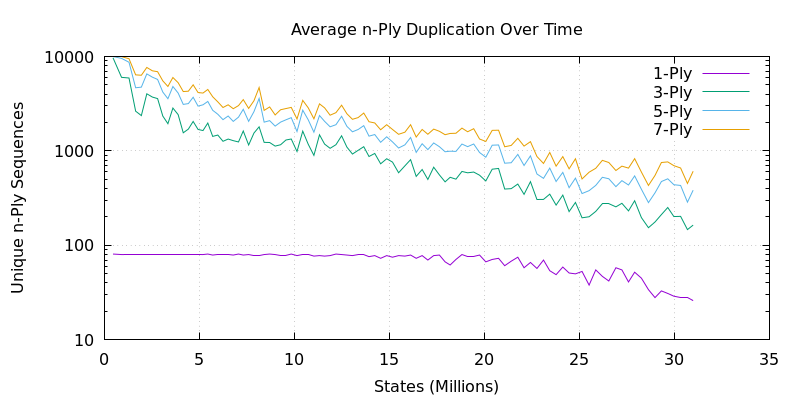 Average n-Ply Duplication Over Time
Unique n-Ply Sequences
10000
1000
100
10
1-Ply
3-Ply
5-Ply
7-Ply
0 5 10 15 20 25 30 35
States (Millions)